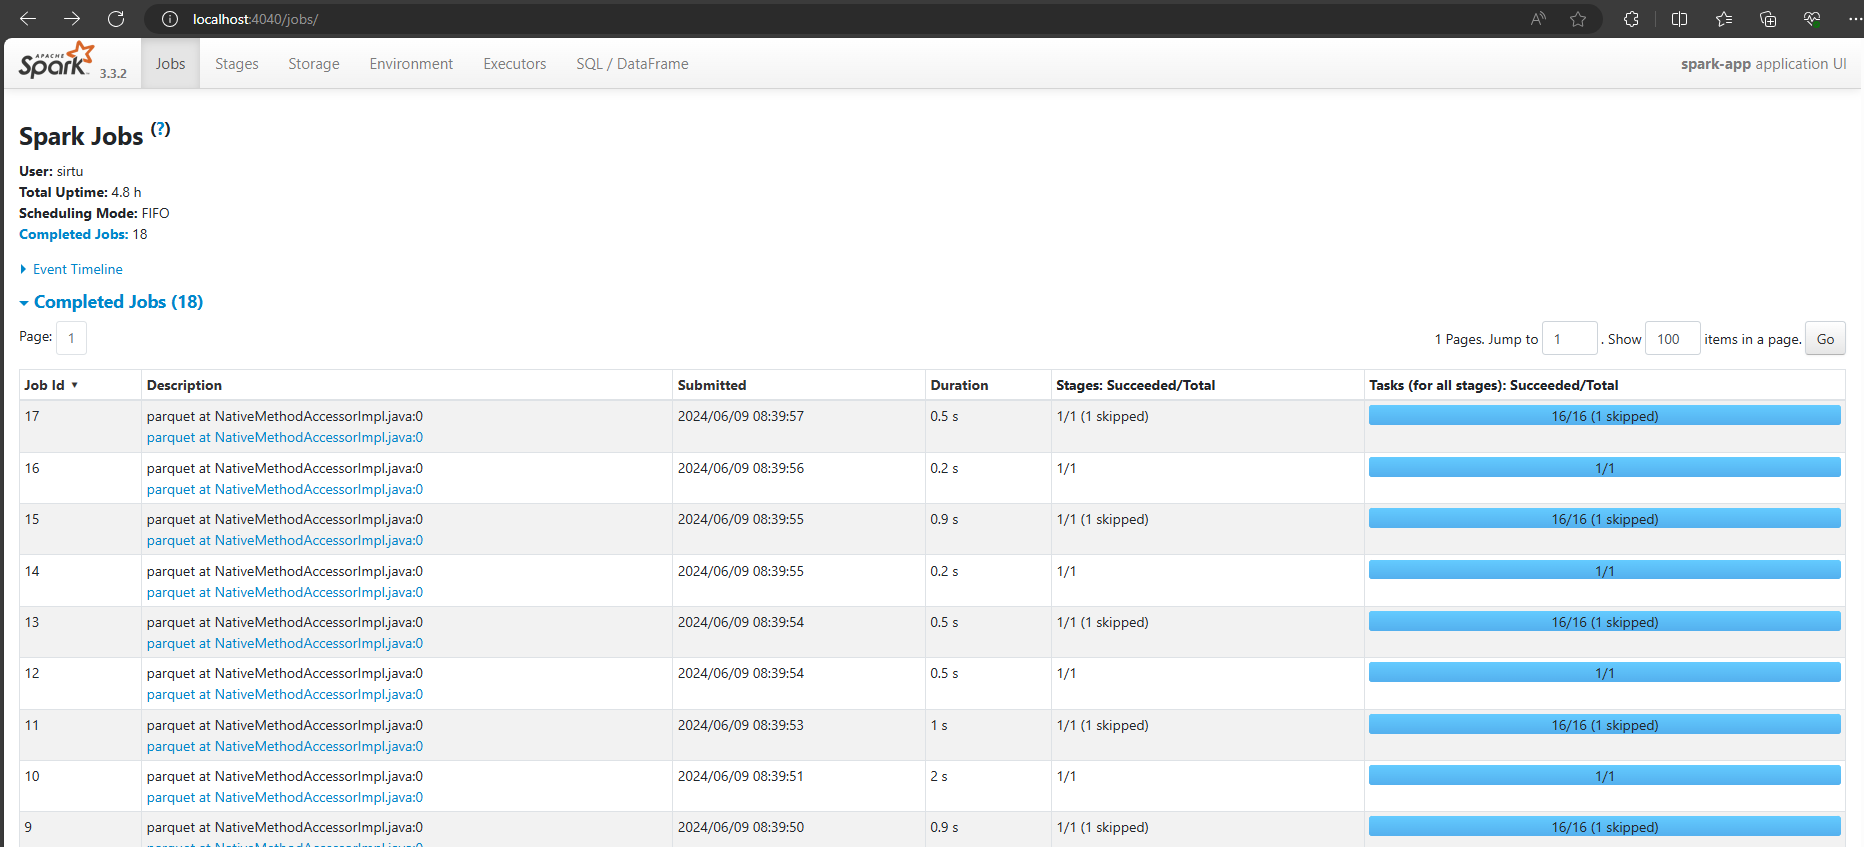 localhost:4040/jobs/
APACHE Spark 3.3.2 Jobs Stages Storage Environment Executors SQL / DataFrame spark-app application UI
Spark Jobs (?)
User: sirtu
Total Uptime: 4.8 h
Scheduling Mode: FIFO
Completed Jobs: 18
Event Timeline
Completed Jobs (18)
Page: 1 1 Pages. Jump to 1 . Show 100 items in a page. Go
Job Id ▾ Description Submitted Duration Stages: Succeeded/Total Tasks (for all stages): Succeeded/Total
17 parquet at NativeMethodAccessorImpl.java:0 2024/06/09 08:39:57 0.5 s 1/1 (1 skipped) 16/16 (1 skipped)
parquet at NativeMethodAccessorImpl.java:0
16 parquet at NativeMethodAccessorImpl.java:0 2024/06/09 08:39:56 0.2 s 1/1 1/1
parquet at NativeMethodAccessorImpl.java:0
15 parquet at NativeMethodAccessorImpl.java:0 2024/06/09 08:39:55 0.9 s 1/1 (1 skipped) 16/16 (1 skipped)
parquet at NativeMethodAccessorImpl.java:0
14 parquet at NativeMethodAccessorImpl.java:0 2024/06/09 08:39:55 0.2 s 1/1 1/1
parquet at NativeMethodAccessorImpl.java:0
13 parquet at NativeMethodAccessorImpl.java:0 2024/06/09 08:39:54 0.5 s 1/1 (1 skipped) 16/16 (1 skipped)
parquet at NativeMethodAccessorImpl.java:0
12 parquet at NativeMethodAccessorImpl.java:0 2024/06/09 08:39:54 0.5 s 1/1 1/1
parquet at NativeMethodAccessorImpl.java:0
11 parquet at NativeMethodAccessorImpl.java:0 2024/06/09 08:39:53 1 s 1/1 (1 skipped) 16/16 (1 skipped)
parquet at NativeMethodAccessorImpl.java:0
10 parquet at NativeMethodAccessorImpl.java:0 2024/06/09 08:39:51 2 s 1/1 1/1
parquet at NativeMethodAccessorImpl.java:0
9 parquet at NativeMethodAccessorImpl.java:0 2024/06/09 08:39:50 0.9 s 1/1 (1 skipped) 16/16 (1 skipped)